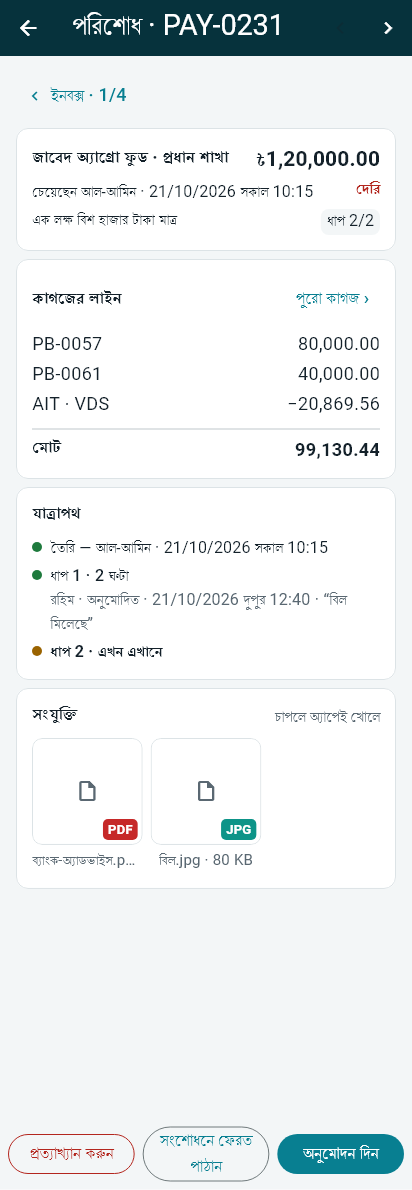 পরিশোধ · PAY-0231
ইনবক্স · 1/4
জাবেদ অ্যাগ্রো ফুড · প্রধান শাখা ৳1,20,000.00
চেয়েছেন আল-আমিন · 21/10/2026 সকাল 10:15 দেরি
এক লক্ষ বিশ হাজার টাকা মাত্র ধাপ 2/2
কাগজের লাইন পুরো কাগজ ›
PB-0057 80,000.00
PB-0061 40,000.00
AIT · VDS −20,869.56
মোট 99,130.44
যাত্রাপথ
তৈরি — আল-আমিন · 21/10/2026 সকাল 10:15
ধাপ 1 · 2 ঘণ্টা
রহিম · অনুমোদিত · 21/10/2026 দুপুর 12:40 · “বিল
মিলেছে”
ধাপ 2 · এখন এখানে
সংযুক্তি চাপলে অ্যাপেই খোলে
PDF JPG
ব্যাংক-অ্যাডভাইস.p… বিল.jpg · 80 KB
প্রত্যাখ্যান করুন
সংশোধনে ফেরত
পাঠান
অনুমোদন দিন